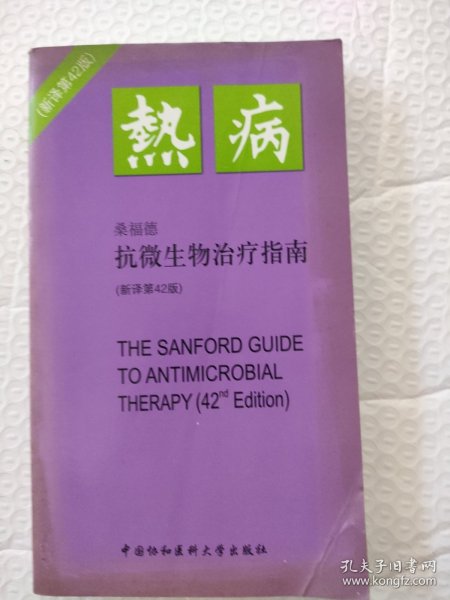 (新译第42版)
熱病
桑福德
抗微生物治疗指南
(新译第42版)
THE SANFORD GUIDE
TO ANTIMICROBIAL
THERAPY (42nd Edition)
中国协和医科大学出版社
孔夫子旧书网
www.kongfz.com